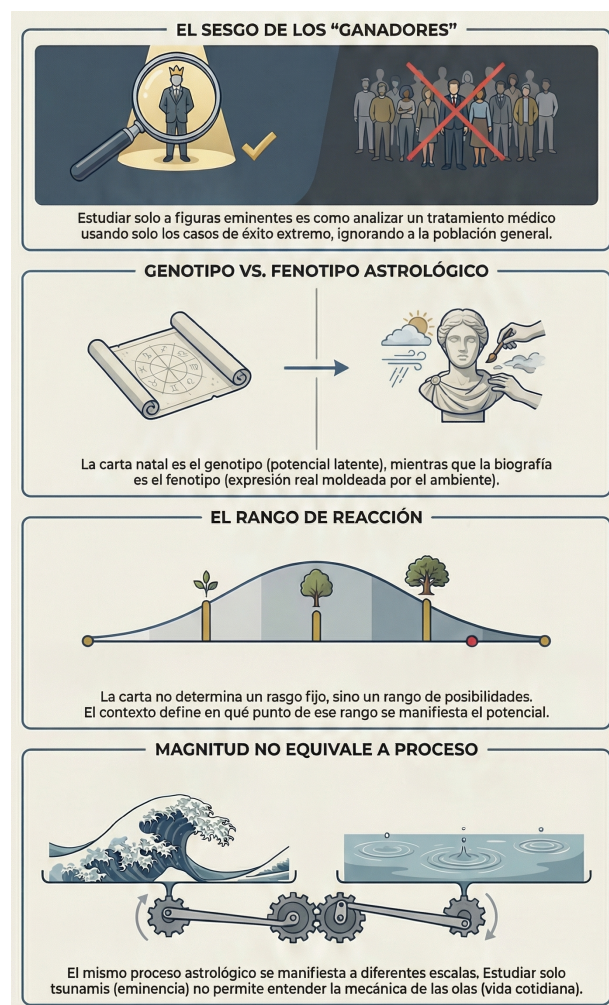 EL SESGO DE LOS “GANADORES”
Estudiar solo a figuras eminentes es como analizar un tratamiento médico
usando solo los casos de éxito extremo, ignorando a la población general.
GENOTIPO VS. FENOTIPO ASTROLÓGICO
La carta natal es el genotipo (potencial latente), mientras que la biografía
es el fenotipo (expresión real moldeada por el ambiente).
EL RANGO DE REACCIÓN
La carta no determina un rasgo fijo, sino un rango de posibilidades.
El contexto define en qué punto de ese rango se manifiesta el potencial.
MAGNITUD NO EQUIVALE A PROCESO
El mismo proceso astrológico se manifiesta a diferentes escalas. Estudiar solo
tsunamis (eminencia) no permite entender la mecánica de las olas (vida cotidiana).